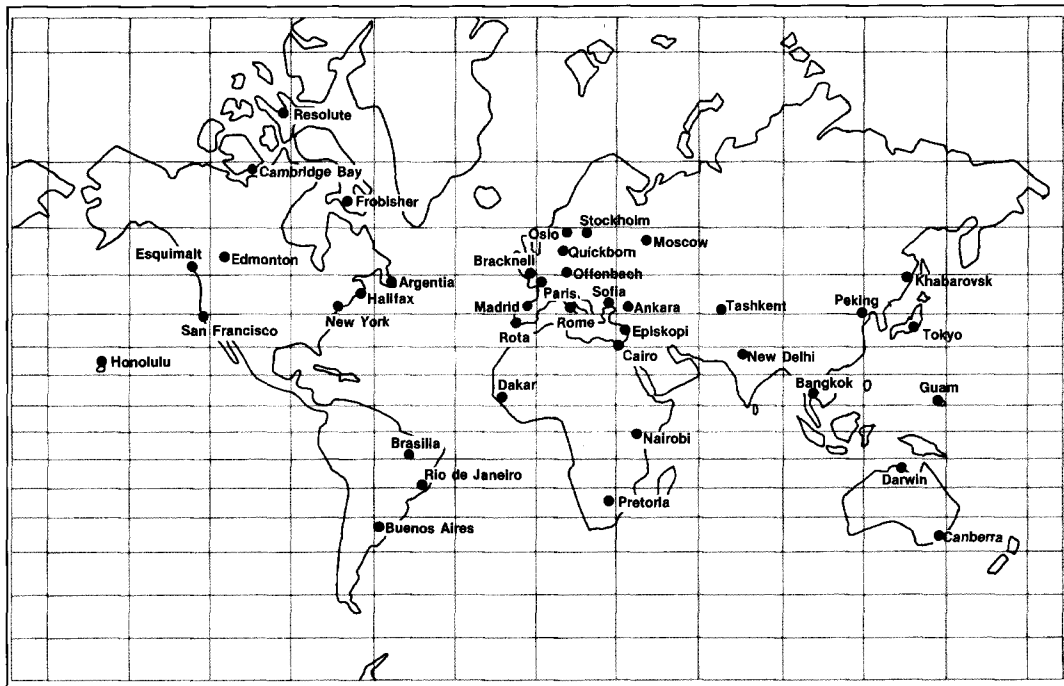 Resolute
Cambridge Bay
Frobisher
Stockholm
Oslo
Moscow
Quickborn
Esquimalt
Edmonton
Bracknell
Offenbach
Argentia
Khabarovsk
Halifax
Paris
Sofia
Madrid
Ankara
Tashkent
Peking
New York
Rome
San Francisco
Rota
Episkopi
Tokyo
Cairo
New Delhi
Honolulu
Dakar
Bangkok
Guam
Nairobi
Brasilia
Rio de Janeiro
Darwin
Pretoria
Buenos Aires
Canberra